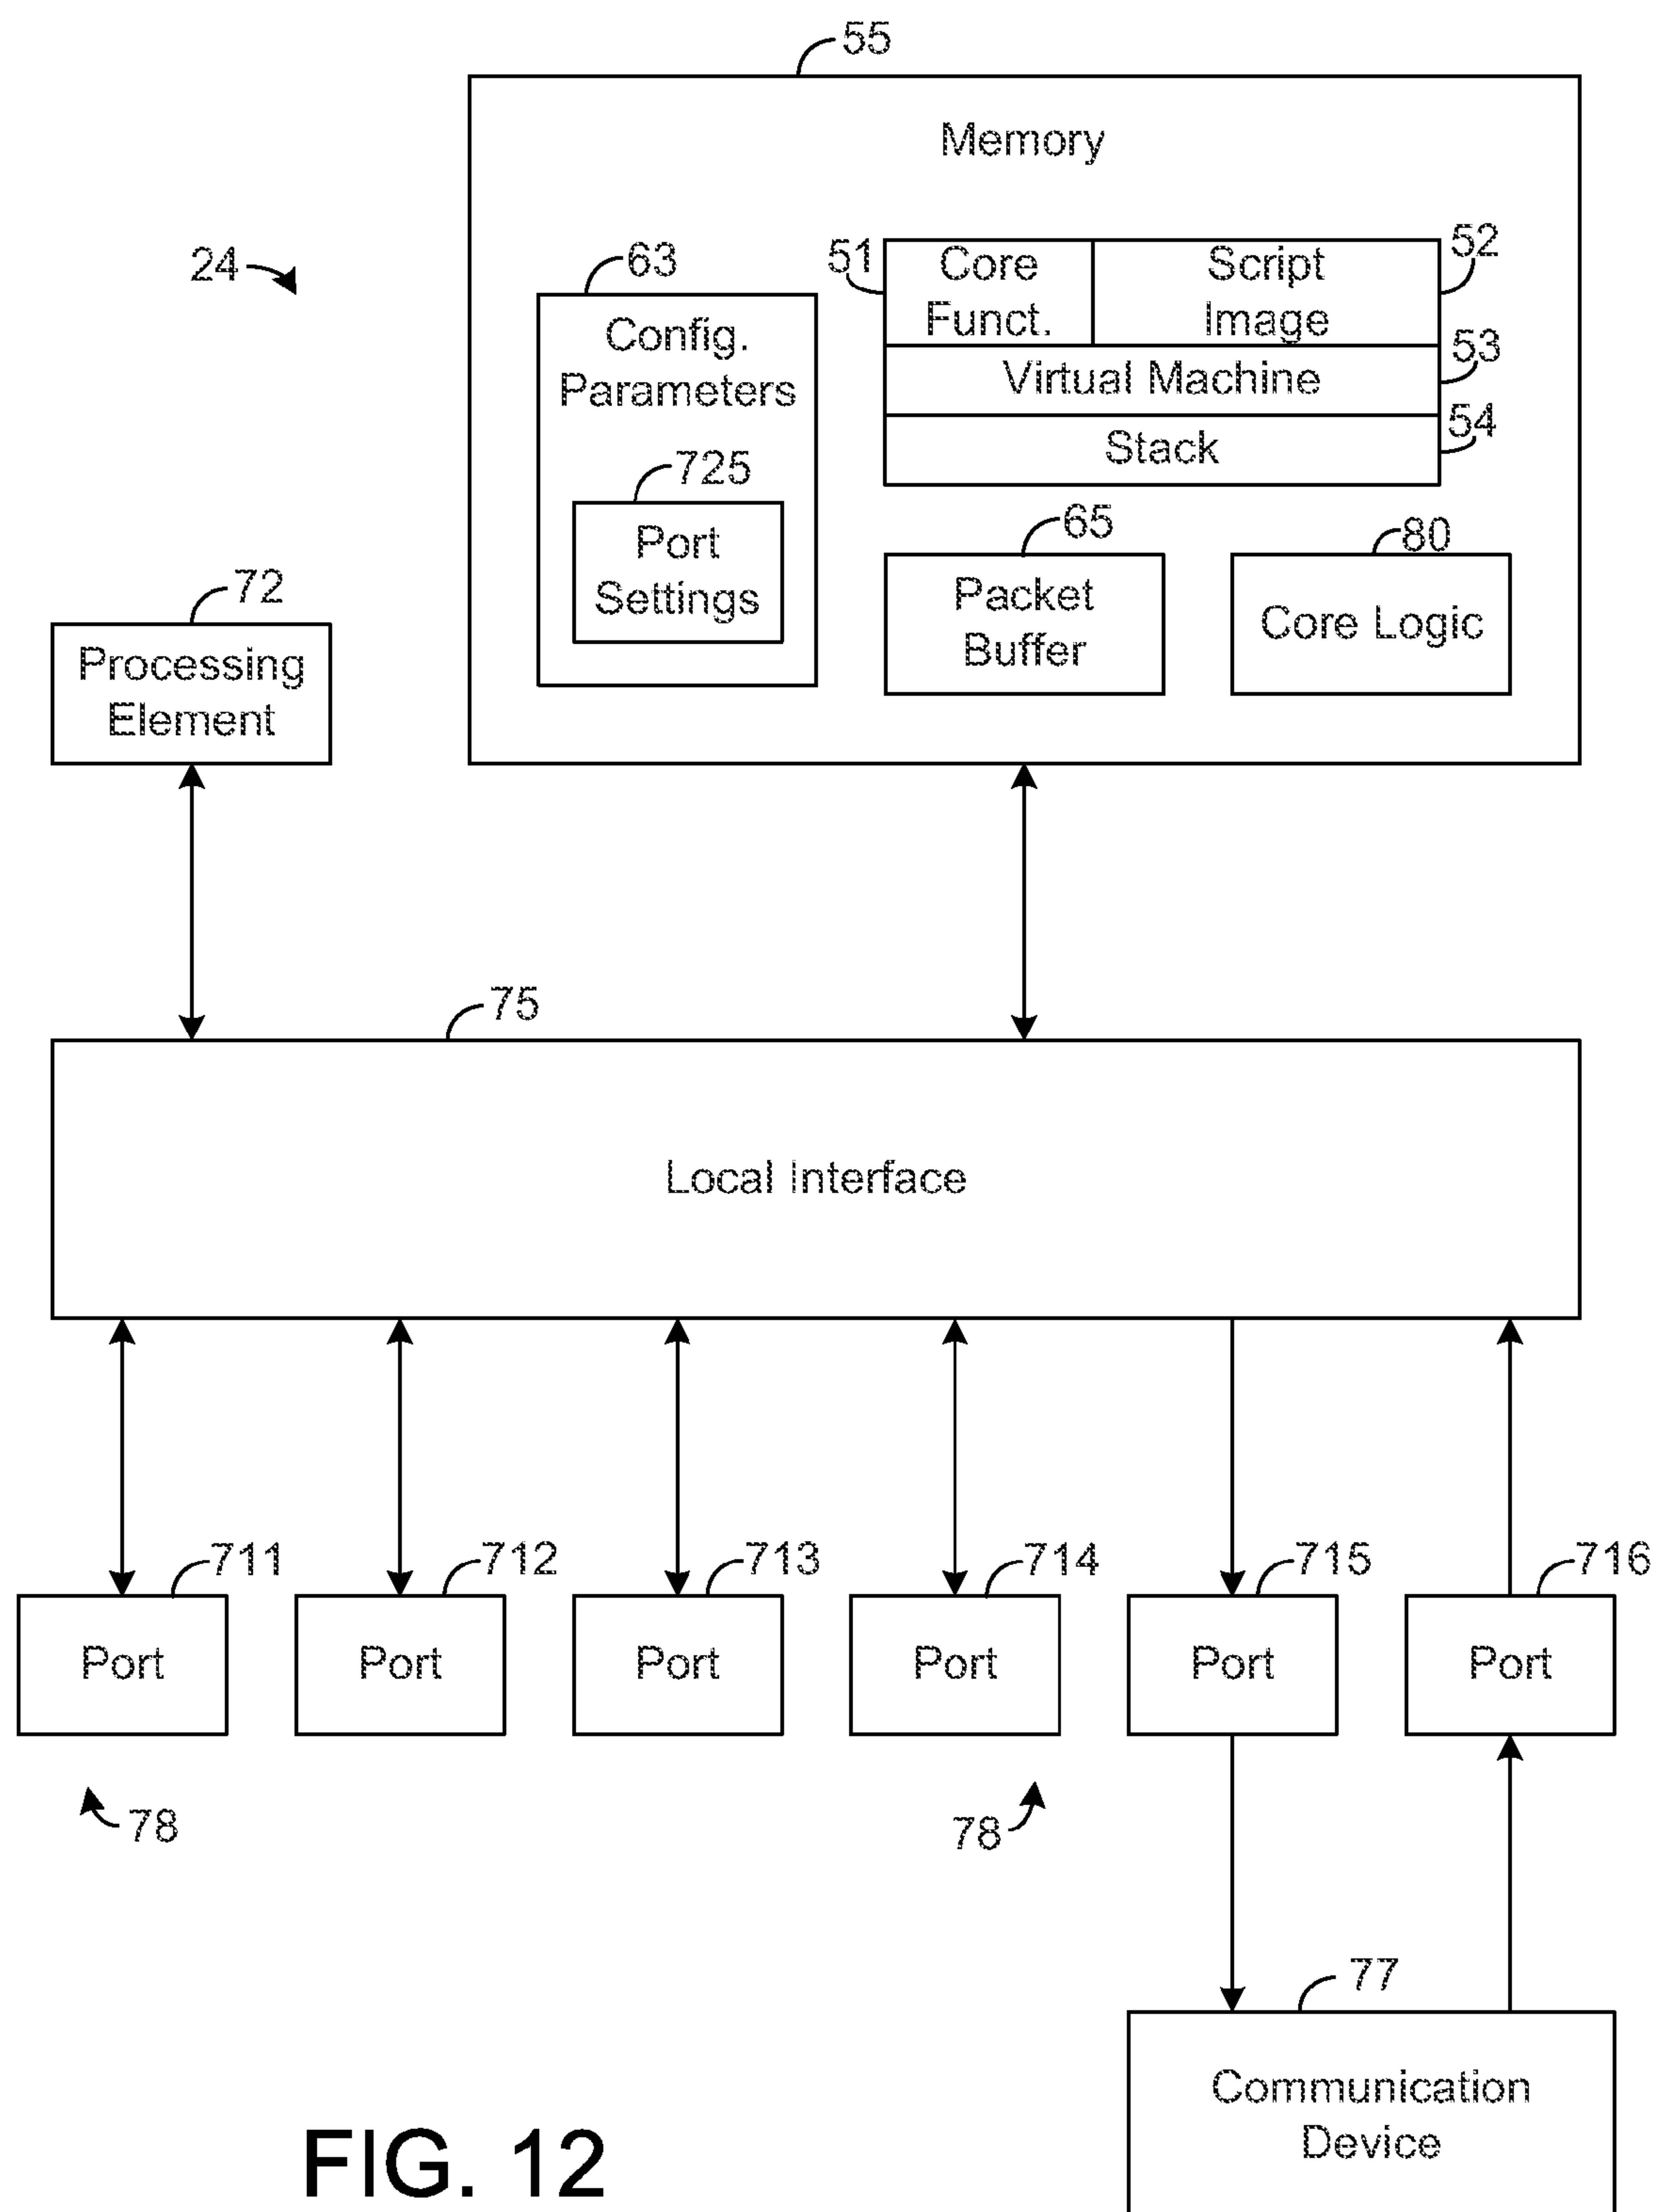 55
Memory
24
63
51
Core
Funct.
Script
Image
52
Config.
Parameters
Virtual Machine
53
Stack
54
725
Port
Settings
65
Packet
Buffer
80
Core Logic
72
Processing
Element
75
Local Interface
711
712
713
714
715
716
Port
Port
Port
Port
Port
Port
78
78
77
Communication
Device
FIG. 12